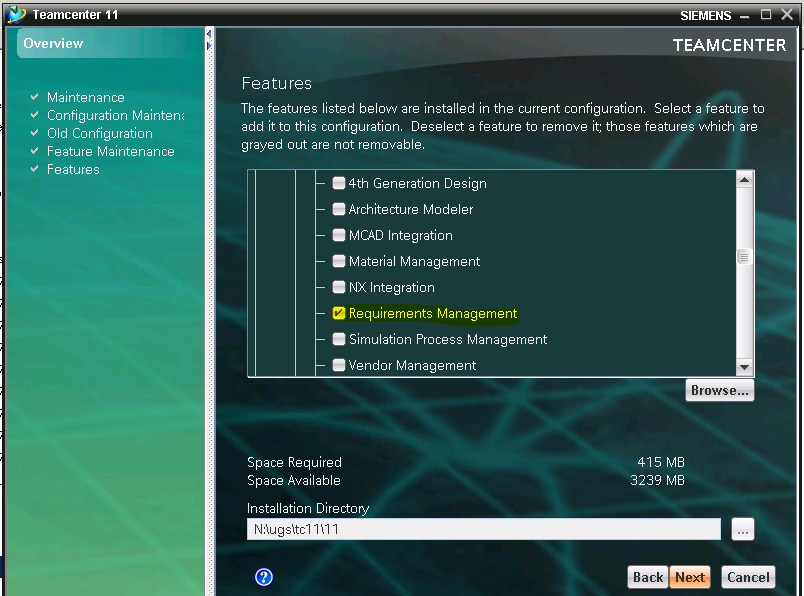 Teamcenter 11
SIEMENS
Overview
TEAMCENTER
Maintenance
Configuration Maintena
Old Configuration
Feature Maintenance
Features
Features
The features listed below are installed in the current configuration. Select a feature to
add it to this configuration. Deselect a feature to remove it; those features which are
grayed out are not removable.
4th Generation Design
Architecture Modeler
MCAD Integration
Material Management
NX Integration
Requirements Management
Simulation Process Management
Vendor Management
Browse...
Space Required 415 MB
Space Available 3239 MB
Installation Directory
N:\ugs\tc11\11
...
?
Back Next Cancel